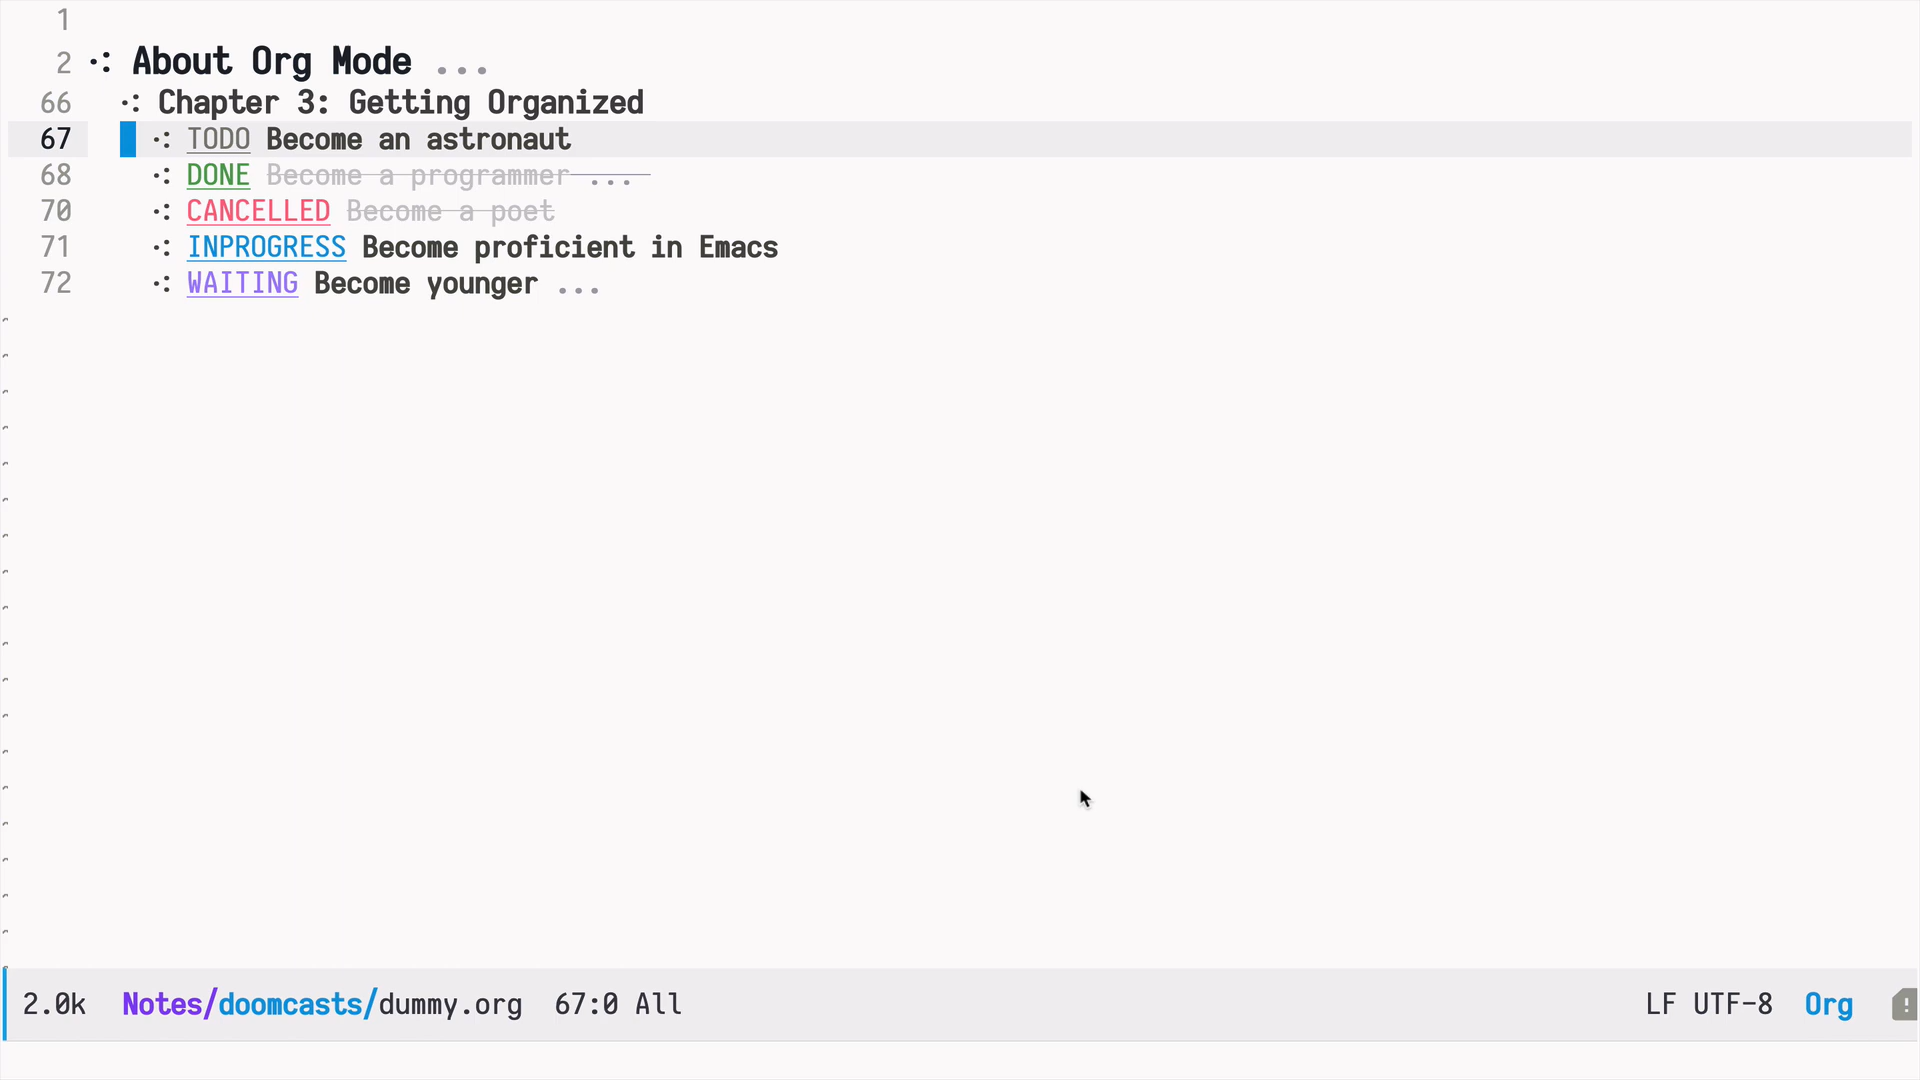 1
2 ·: About Org Mode ...
66 ·: Chapter 3: Getting Organized
67 ·: TODO Become an astronaut
68 ·: DONE Become a programmer ...
70 ·: CANCELLED Become a poet
71 ·: INPROGRESS Become proficient in Emacs
72 ·: WAITING Become younger ...
2.0k Notes/doomcasts/dummy.org 67:0 All LF UTF-8 Org !